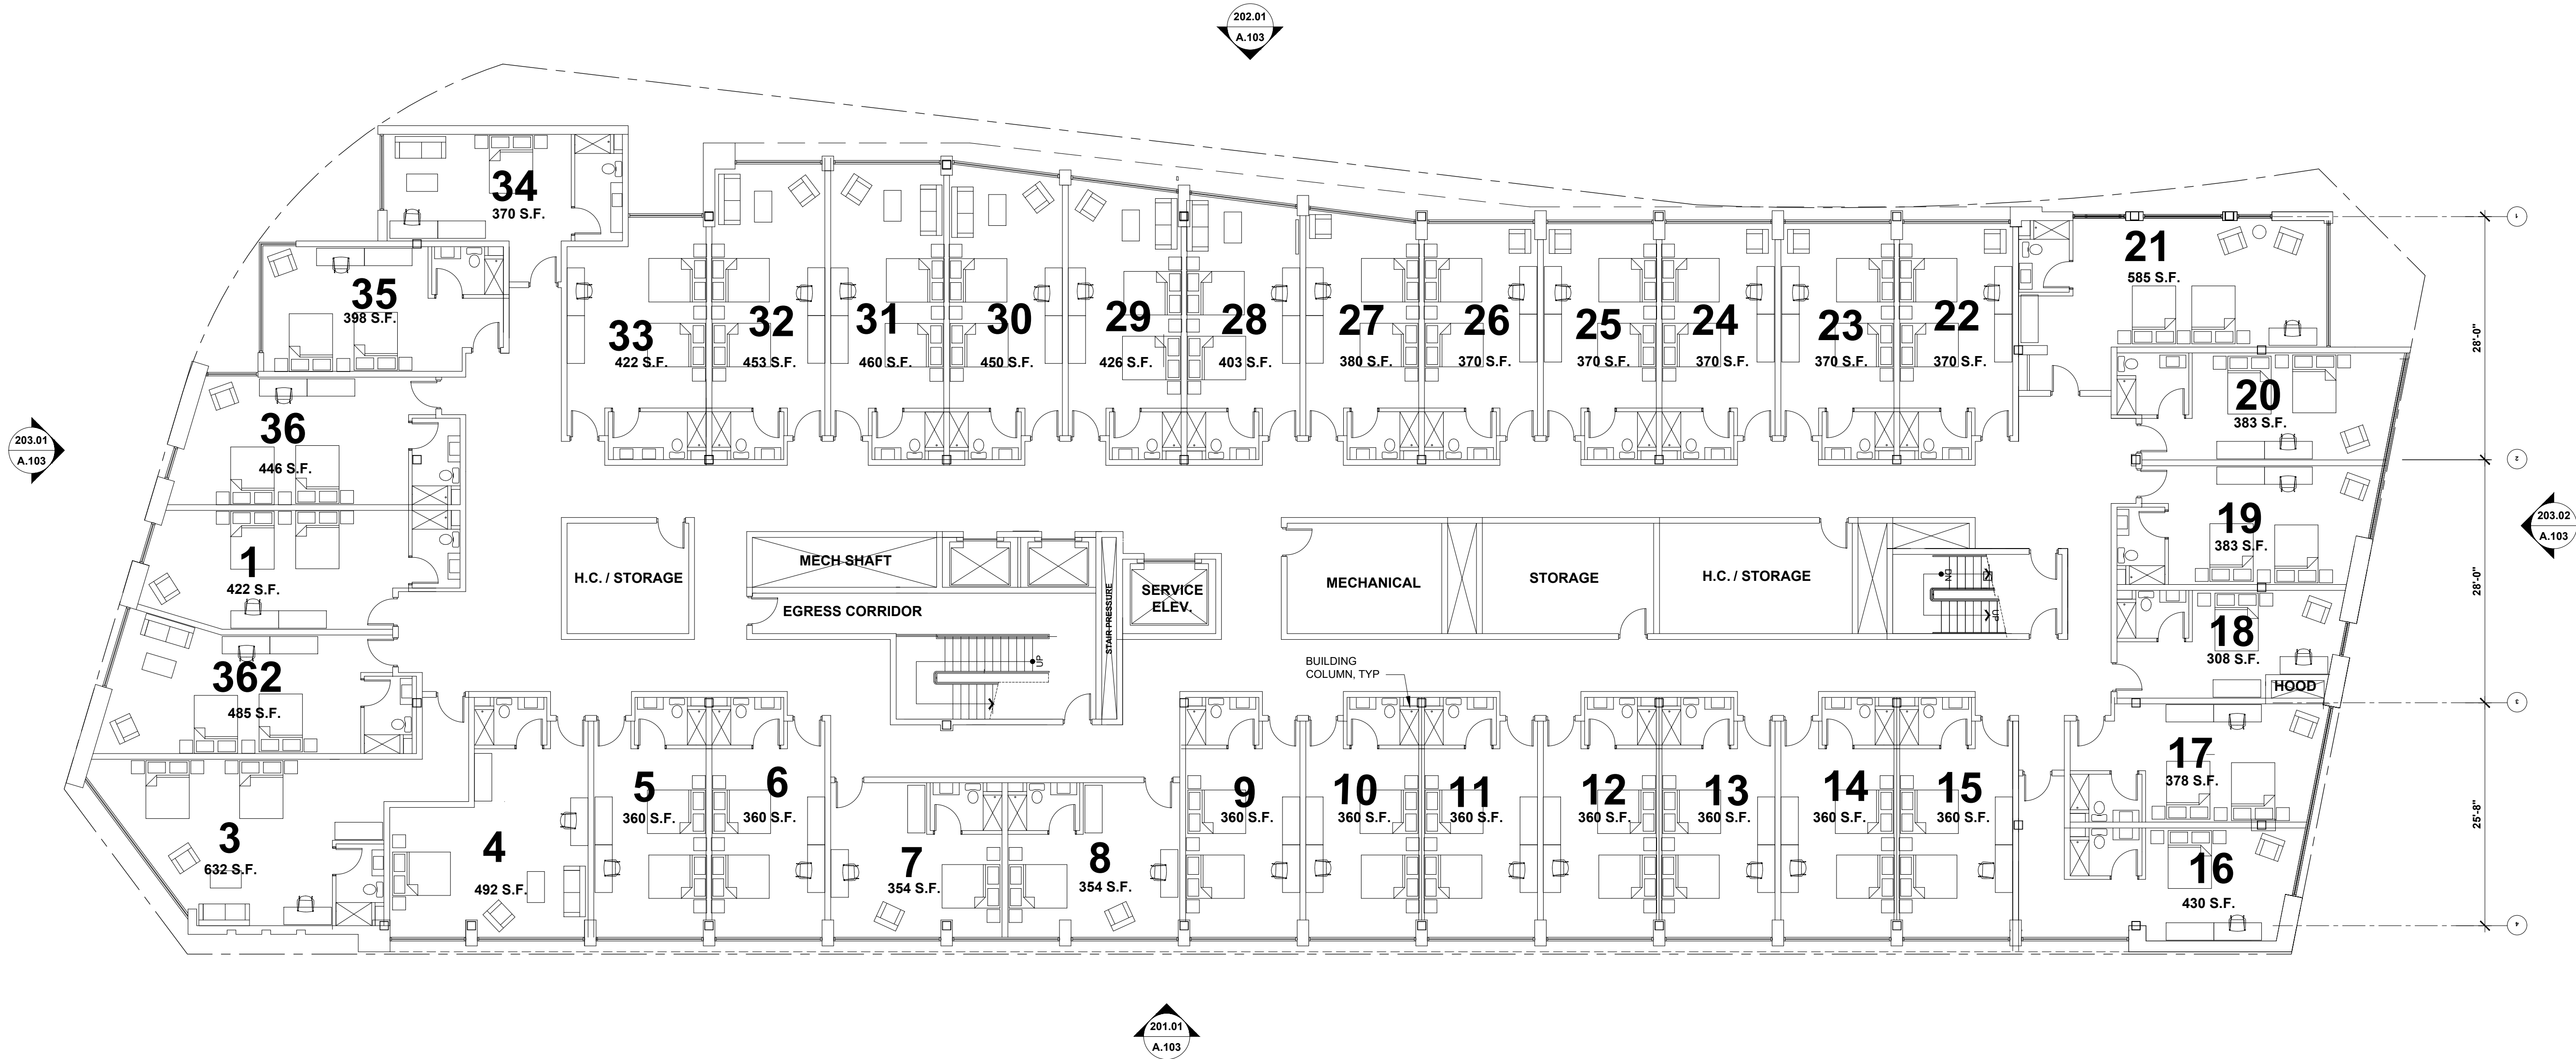 202.01
A.103
34
370 S.F.
35
398 S.F.
33
422 S.F.
32
453 S.F.
31
460 S.F.
30
450 S.F.
29
426 S.F.
28
403 S.F.
27
380 S.F.
26
370 S.F.
25
370 S.F.
24
370 S.F.
23
370 S.F.
22
370 S.F.
21
585 S.F.
1
28'-0"
20
383 S.F.
36
446 S.F.
203.01
A.103
2
19
383 S.F.
203.02
A.103
1
422 S.F.
H.C. / STORAGE
MECH SHAFT
EGRESS CORRIDOR
STAIR PRESSURE
SERVICE
ELEV.
MECHANICAL
STORAGE
H.C. / STORAGE
DN
UP
28'-0"
18
308 S.F.
HOOD
362
485 S.F.
UP
BUILDING
COLUMN, TYP
3
17
378 S.F.
3
632 S.F.
4
492 S.F.
5
360 S.F.
6
360 S.F.
7
354 S.F.
8
354 S.F.
9
360 S.F.
10
360 S.F.
11
360 S.F.
12
360 S.F.
13
360 S.F.
14
360 S.F.
15
360 S.F.
25'-8"
16
430 S.F.
4
201.01
A.103